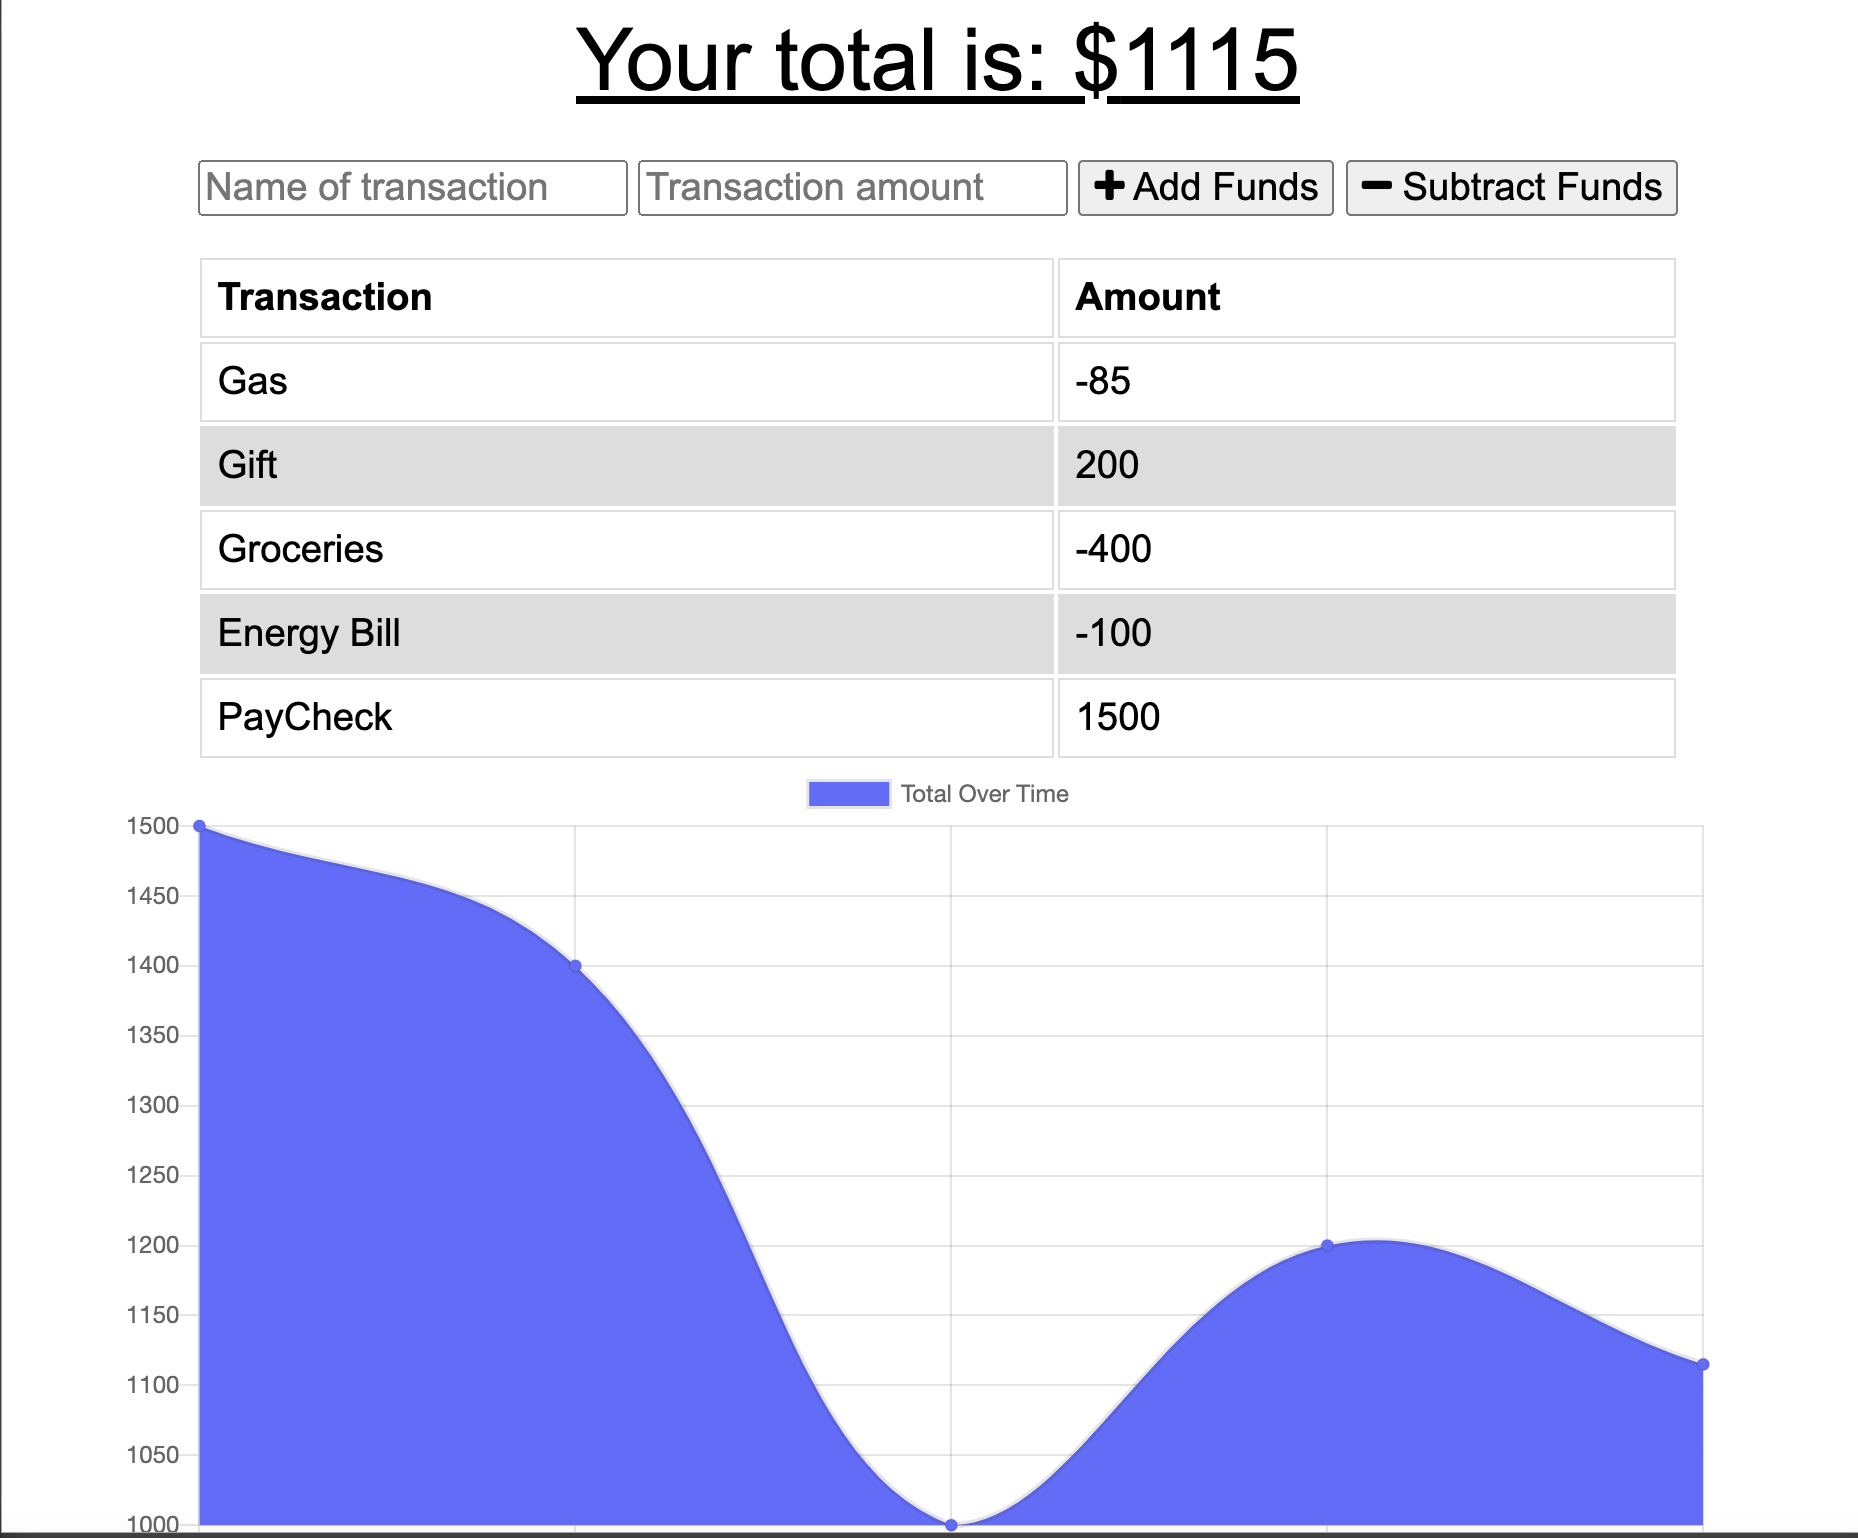 Your total is: $1115
Name of transaction Transaction amount Add Funds Subtract Funds
Transaction Amount
Gas -85
Gift 200
Groceries -400
Energy Bill -100
PayCheck 1500
Total Over Time
1500
1450
1400
1350
1300
1250
1200
1150
1100
1050
1000